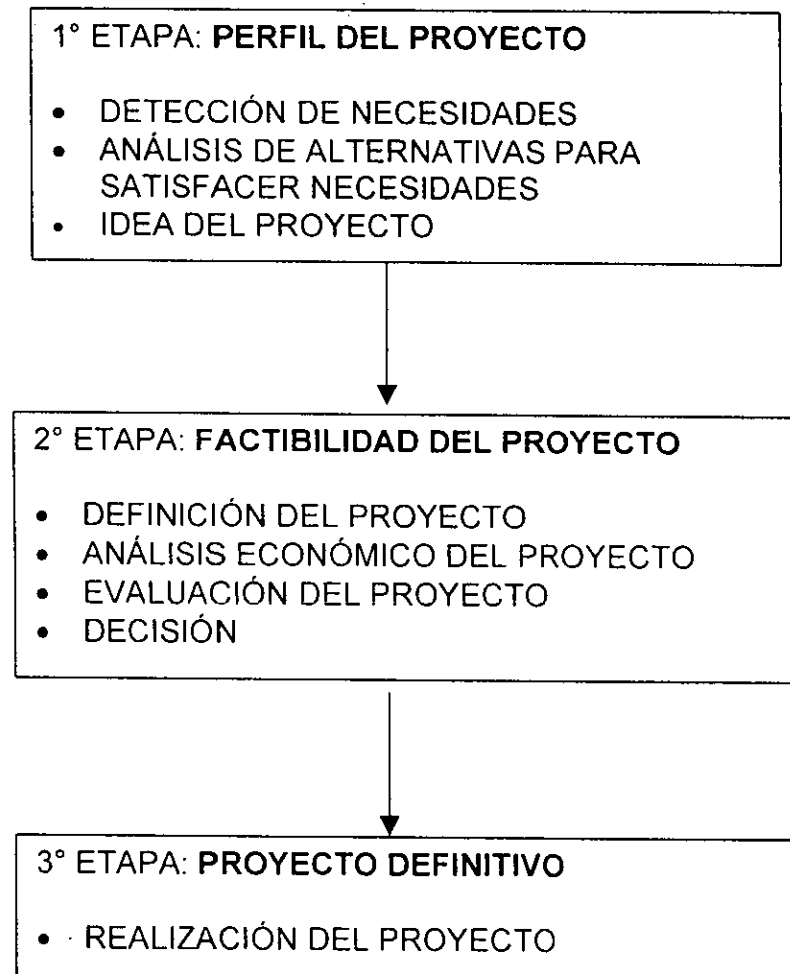 1° ETAPA: PERFIL DEL PROYECTO
• DETECCIÓN DE NECESIDADES
• ANÁLISIS DE ALTERNATIVAS PARA
SATISFACER NECESIDADES
• IDEA DEL PROYECTO
2° ETAPA: FACTIBILIDAD DEL PROYECTO
• DEFINICIÓN DEL PROYECTO
• ANÁLISIS ECONÓMICO DEL PROYECTO
• EVALUACIÓN DEL PROYECTO
• DECISIÓN
3° ETAPA: PROYECTO DEFINITIVO
• REALIZACIÓN DEL PROYECTO